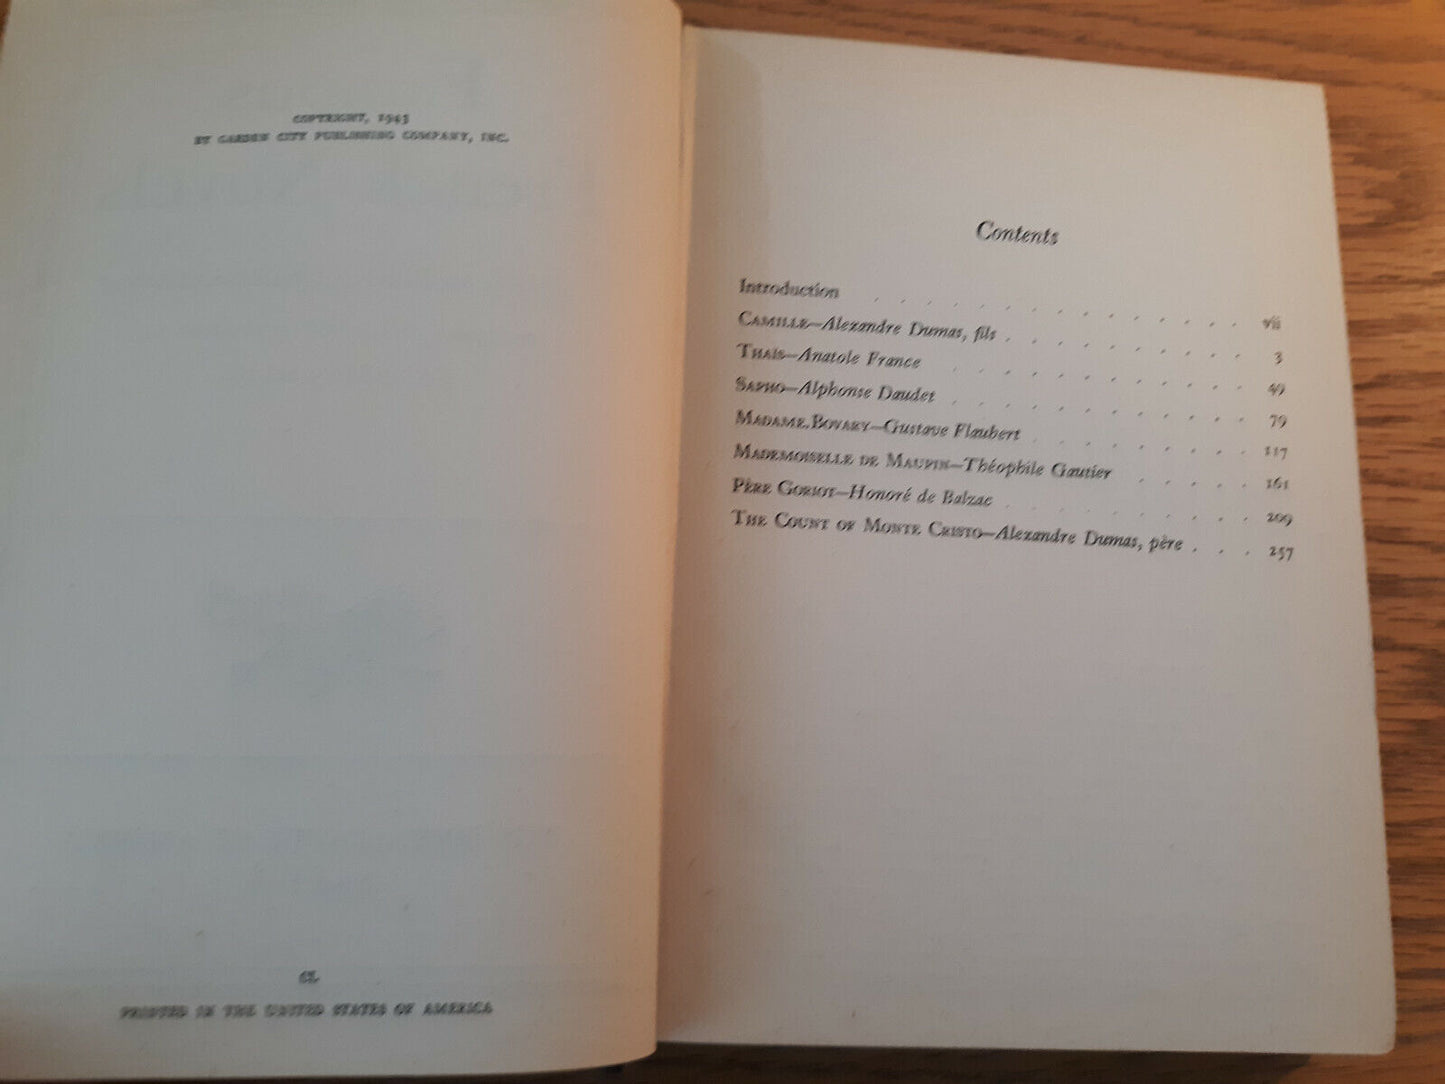 COPYRIGHT, 1943
BY GARDEN CITY PUBLISHING COMPANY, INC.
CL
PRINTED IN THE UNITED STATES OF AMERICA
Contents
Introduction . . . . . . . . . . . . . . . vii
CAMILLE—Alexandre Dumas, fils . . . . . . . . . . 3
THAIS—Anatole France . . . . . . . . . . . . 49
SAPHO—Alphonse Daudet . . . . . . . . . . . . 79
MADAME BOVARY—Gustave Flaubert . . . . . . . . . 117
MADEMOISELLE DE MAUPIN—Théophile Gautier . . . . . 161
PÈRE GORIOT—Honoré de Balzac . . . . . . . . . . 209
THE COUNT OF MONTE CRISTO—Alexandre Dumas, père . . . 257